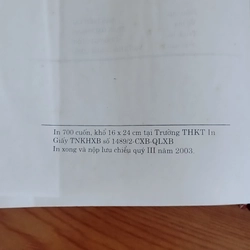 In 700 cuốn, khổ 16 x 24 cm tại Trường THKT In
Giấy TNKHXB số 1489/2-CXB-QLXB
In xong và nộp lưu chiểu quý III năm 2003.